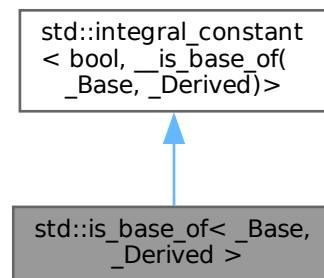 std::integral_constant
< bool, __is_base_of(
_Base, _Derived)>
std::is_base_of< _Base,
_Derived >